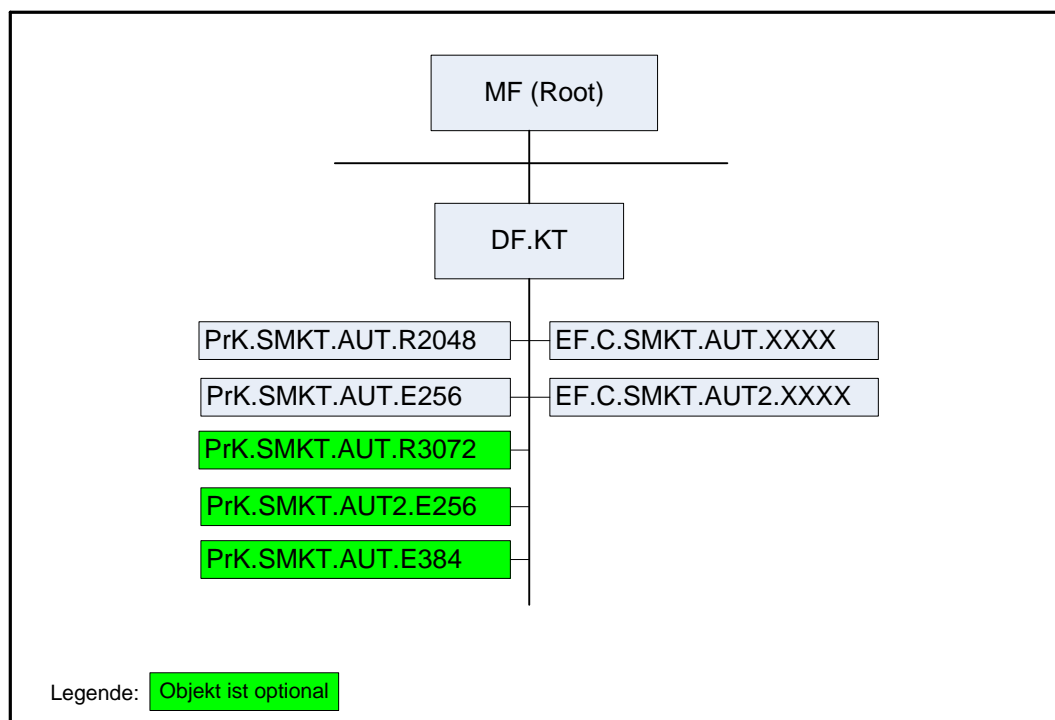 MF (Root)
DF.KT
PrK.SMKT.AUT.R2048
EF.C.SMKT.AUT.XXXX
PrK.SMKT.AUT.E256
EF.C.SMKT.AUT2.XXXX
PrK.SMKT.AUT.R3072
PrK.SMKT.AUT2.E256
PrK.SMKT.AUT.E384
Legende: Objekt ist optional